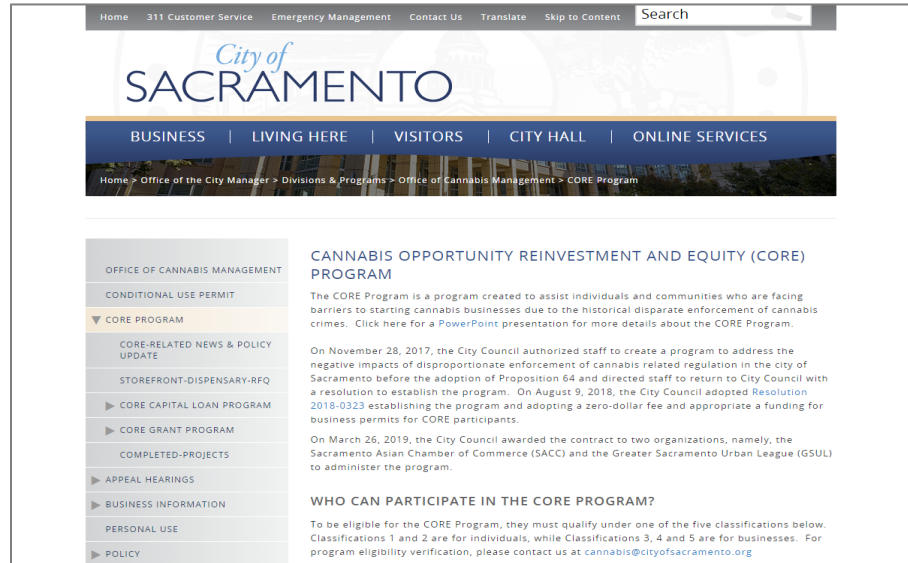 Home 311 Customer Service Emergency Management Contact Us Translate Skip to Content Search
City of
SACRAMENTO
BUSINESS | LIVING HERE | VISITORS | CITY HALL | ONLINE SERVICES
Home > Office of the City Manager > Divisions & Programs > Office of Cannabis Management > CORE Program
OFFICE OF CANNABIS MANAGEMENT
CONDITIONAL USE PERMIT
CORE PROGRAM
CORE-RELATED NEWS & POLICY
UPDATE
STOREFRONT-DISPENSARY-RFQ
CORE CAPITAL LOAN PROGRAM
CORE GRANT PROGRAM
COMPLETED-PROJECTS
APPEAL HEARINGS
BUSINESS INFORMATION
PERSONAL USE
POLICY
CANNABIS OPPORTUNITY REINVESTMENT AND EQUITY (CORE)
PROGRAM
The CORE Program is a program created to assist individuals and communities who are facing
barriers to starting cannabis businesses due to the historical disparate enforcement of cannabis
crimes. Click here for a PowerPoint presentation for more details about the CORE Program.
On November 28, 2017, the City Council authorized staff to create a program to address the
negative impacts of disproportionate enforcement of cannabis related regulation in the city of
Sacramento before the adoption of Proposition 64 and directed staff to return to City Council with
a resolution to establish the program. On August 9, 2018, the City Council adopted Resolution
2018-0323 establishing the program and adopting a zero-dollar fee and appropriate a funding for
business permits for CORE participants.
On March 26, 2019, the City Council awarded the contract to two organizations, namely, the
Sacramento Asian Chamber of Commerce (SACC) and the Greater Sacramento Urban League (GSUL)
to administer the program.
WHO CAN PARTICIPATE IN THE CORE PROGRAM?
To be eligible for the CORE Program, they must qualify under one of the five classifications below.
Classifications 1 and 2 are for individuals, while Classifications 3, 4 and 5 are for businesses. For
program eligibility verification, please contact us at cannabis@cityofsacramento.org